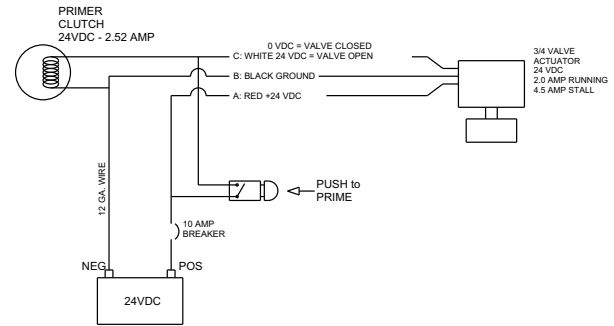 PRIMER
CLUTCH
24VDC - 2.52 AMP
0 VDC = VALVE CLOSED
C: WHITE 24 VDC = VALVE OPEN
B: BLACK GROUND
A: RED +24 VDC
3/4 VALVE
ACTUATOR
24 VDC
2.0 AMP RUNNING
4.5 AMP STALL
12 GA. WIRE
PUSH to
PRIME
10 AMP
BREAKER
NEG
POS
24VDC